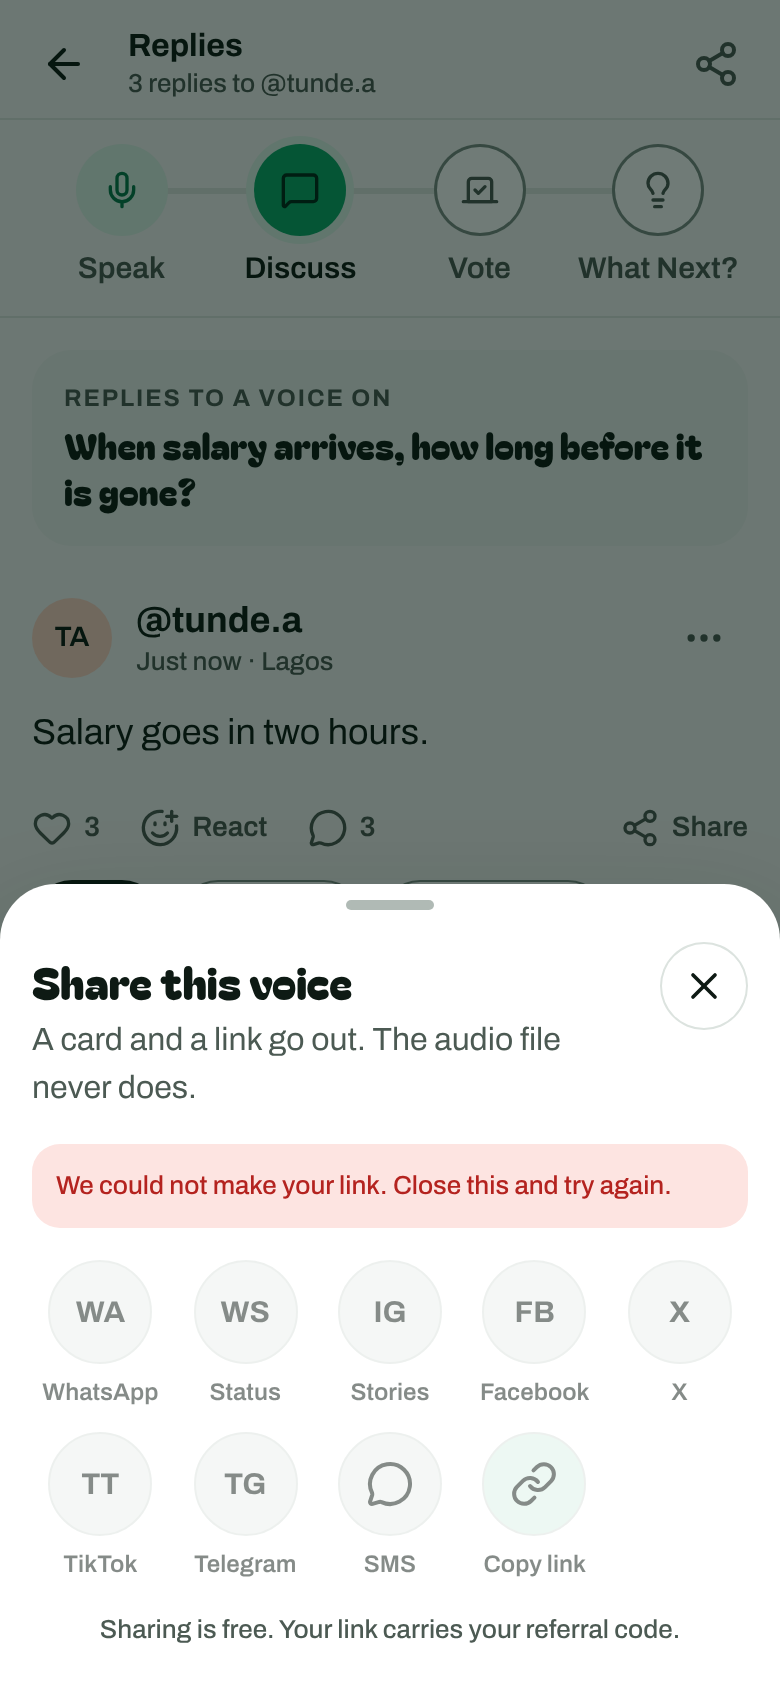 Replies
3 replies to @tunde.a
Speak
Discuss
Vote
What Next?
REPLIES TO A VOICE ON
When salary arrives, how long before it
is gone?
TA
@tunde.a
Just now · Lagos
Salary goes in two hours.
3
React
3
Share
Share this voice
A card and a link go out. The audio file
never does.
We could not make your link. Close this and try again.
WA
WS
IG
FB
X
WhatsApp
Status
Stories
Facebook
X
TT
TG
TikTok
Telegram
SMS
Copy link
Sharing is free. Your link carries your referral code.